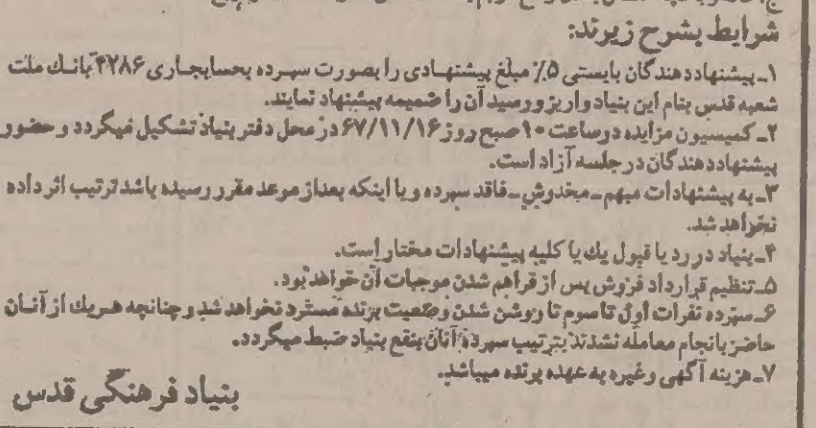 شرایط بشرح زیرند:
۱ـ پیشنهاددهندگان بایستی ۵٪ مبلغ پیشنهادی را بصورت سپرده بحسابجاری ۴۲۸۶ بانک ملت
شعبه قدس بنام این بنیاد واریز و رسید آن را ضمیمه پیشنهاد نمایند.
۲ـ کمیسیون مزایده در ساعت ۱۰ صبح روز ۶۷/۱۱/۱۶ در محل دفتر بنیاد تشکیل میگردد و حضور
پیشنهاددهندگان در جلسه آزاد است.
۳ـ به پیشنهادات مبهم ـ مخدوش ـ فاقد سپرده و یا اینکه بعداز موعد مقرر رسیده باشد ترتیب اثر داده
نخواهد شد.
۴ـ بنیاد در رد یا قبول یک یا کلیه پیشنهادات مختار است.
۵ـ تنظیم قرارداد فروش پس از فراهم شدن موجبات آن خواهد بود.
۶ـ سپرده نفرات اول تا سوم تا روشن شدن وضعیت برنده مسترد نخواهد شد و چنانچه هریک از آنان
حاضر بانجام معامله نشدند بترتیب سپرده آنان بنفع بنیاد ضبط میگردد.
۷ـ هزینه آگهی و غیره به عهده برنده میباشد.
بنیاد فرهنگی قدس